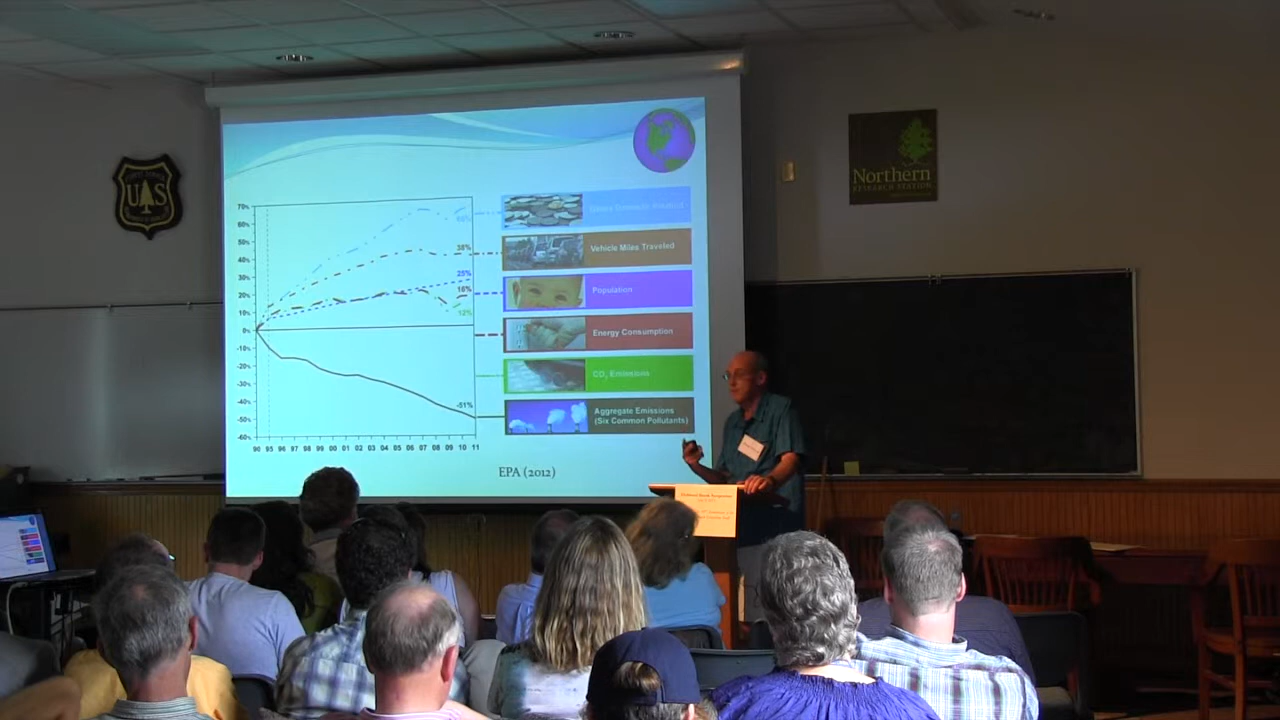 US
Northern
RESEARCH STATION
70%
60%
50%
40%
30%
20%
10%
0%
-10%
-20%
-30%
-40%
-50%
-60%
38%
25%
16%
12%
-51%
90 95 96 97 98 99 00 01 02 03 04 05 06 07 08 09 10 11
Gross Domestic Product
Vehicle Miles Traveled
Population
Energy Consumption
CO₂ Emissions
Aggregate Emissions
(Six Common Pollutants)
EPA (2012)